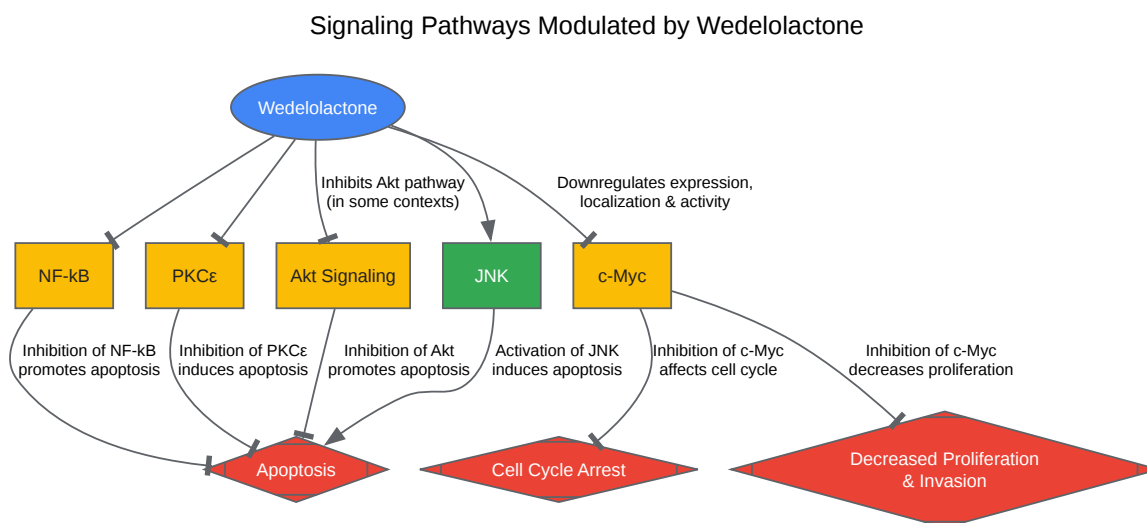 Signaling Pathways Modulated by Wedelolactone
Wedelolactone
Inhibits Akt pathway
(in some contexts)
Downregulates expression,
localization & activity
NF-kB
PKCε
Akt Signaling
JNK
c-Myc
Inhibition of NF-kB
promotes apoptosis
Inhibition of PKCε
induces apoptosis
Inhibition of Akt
promotes apoptosis
Activation of JNK
induces apoptosis
Inhibition of c-Myc
affects cell cycle
Inhibition of c-Myc
decreases proliferation
Apoptosis
Cell Cycle Arrest
Decreased Proliferation
& Invasion